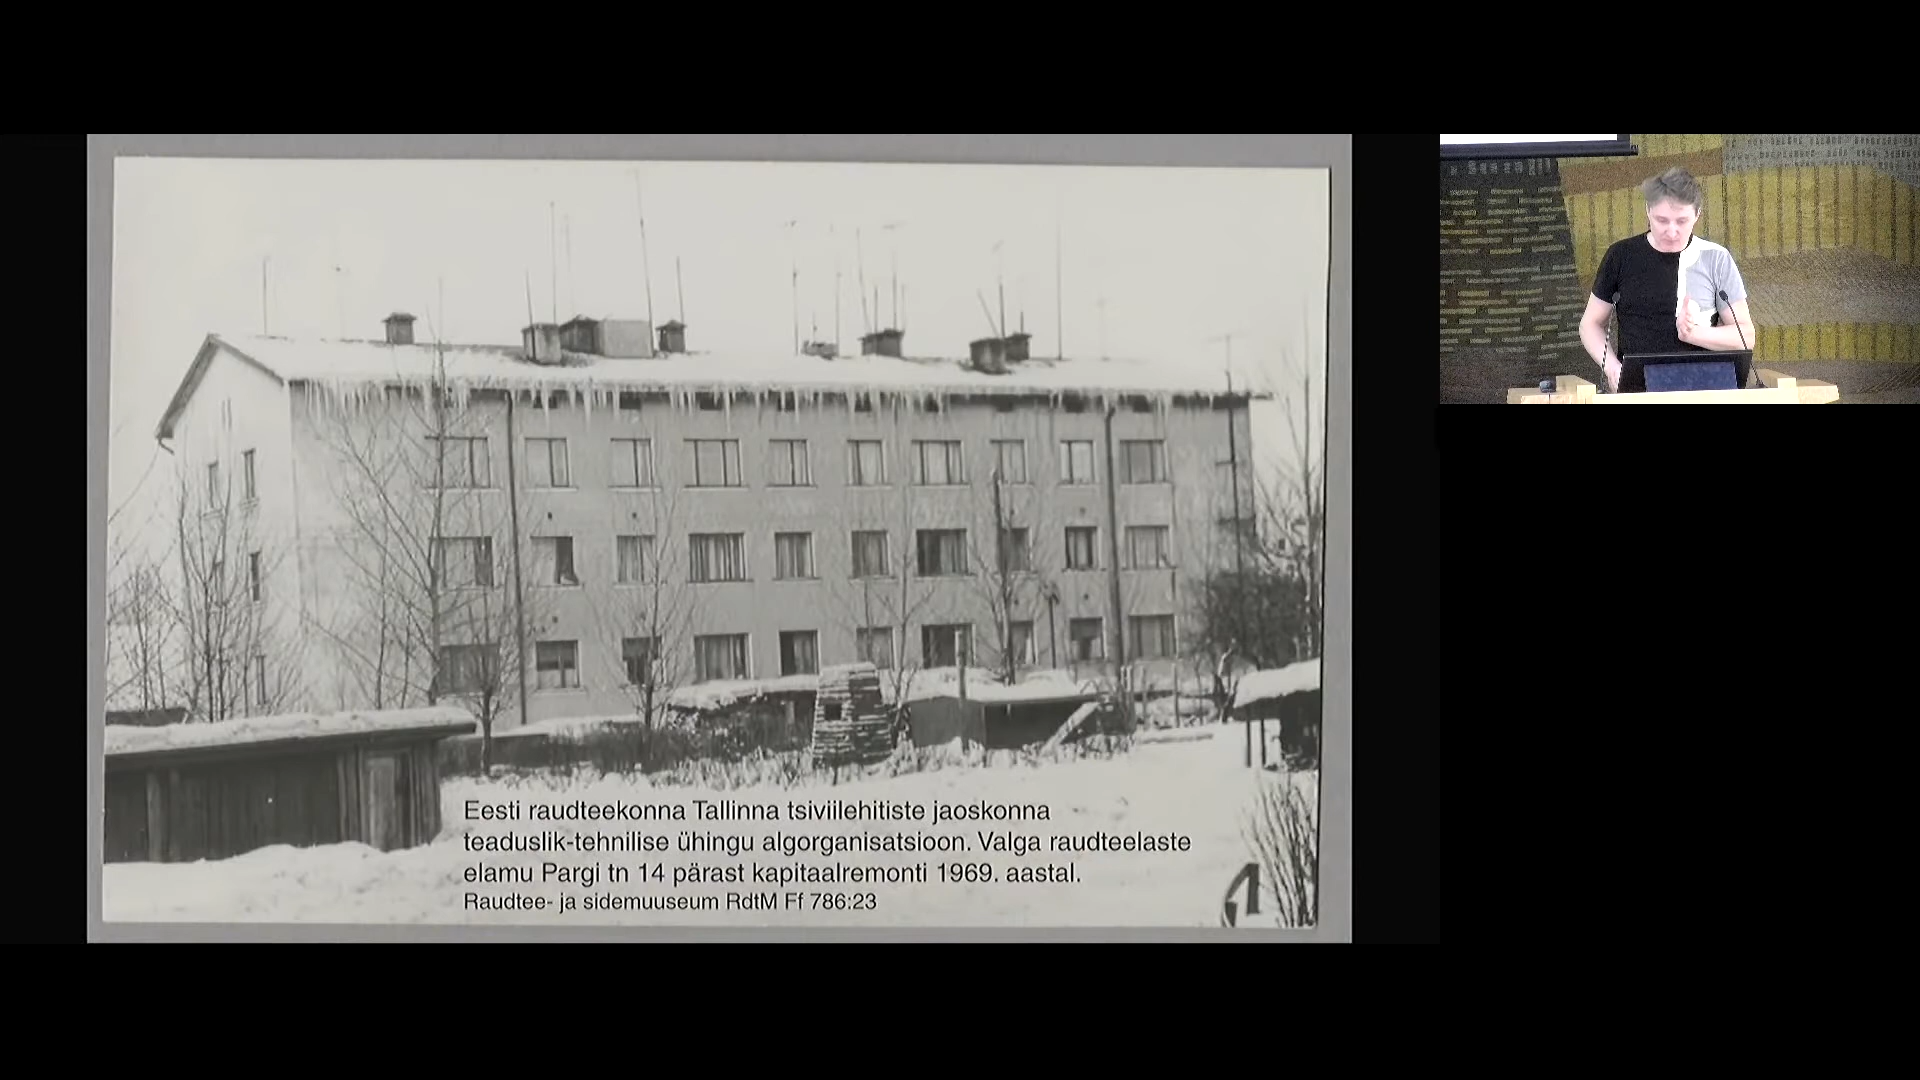 Eesti raudteekonna Tallinna tsiviilehitiste jaoskonna
teaduslik-tehnilise ühingu algorganisatsioon. Valga raudteelaste
elamu Pargi tn 14 pärast kapitaalremonti 1969. aastal.
Raudtee- ja sidemuuseum RdtM Ff 786:23